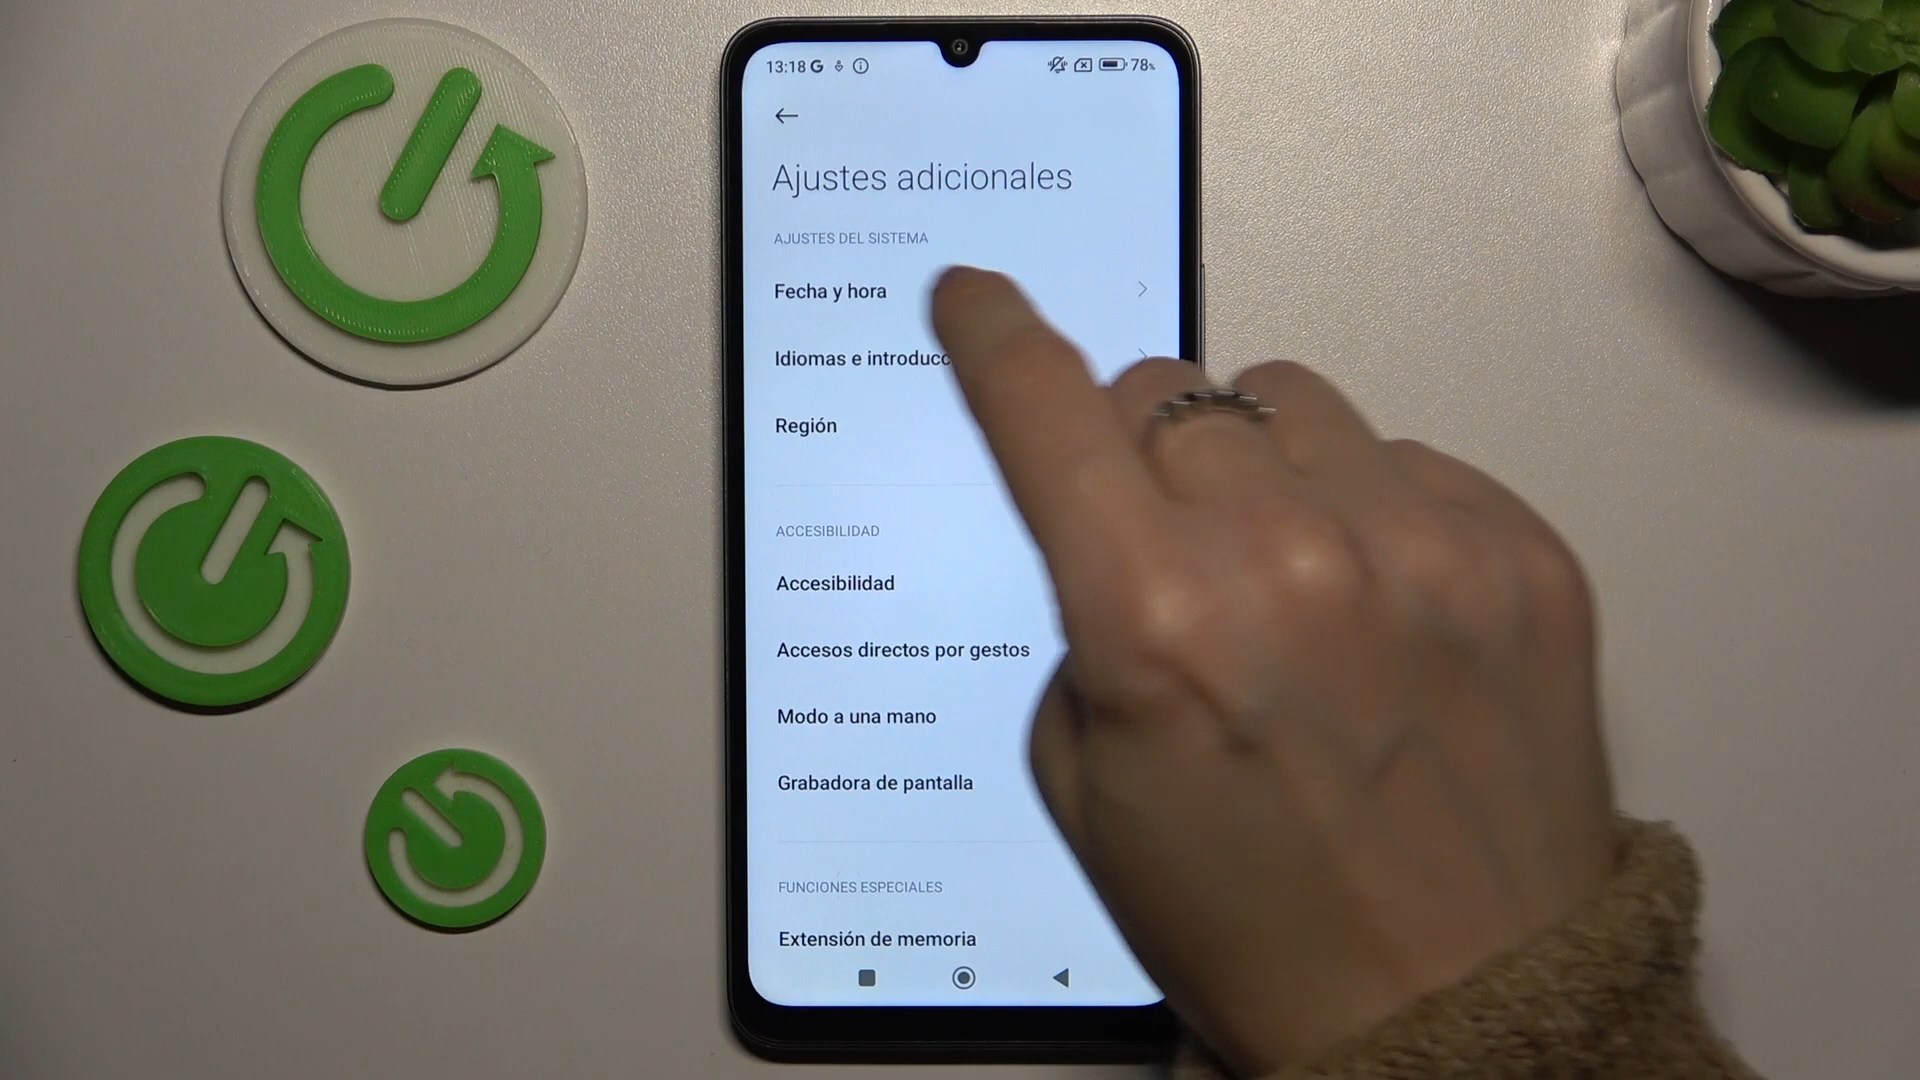 13:18 G
78%
Ajustes adicionales
AJUSTES DEL SISTEMA
Fecha y hora
Idiomas e
Región
ACCESIBILIDAD
Accesibilidad
Accesos directos por gestos
Modo a una mano
Grabadora de pantalla
FUNCIONES ESPECIALES
Extensión de memoria